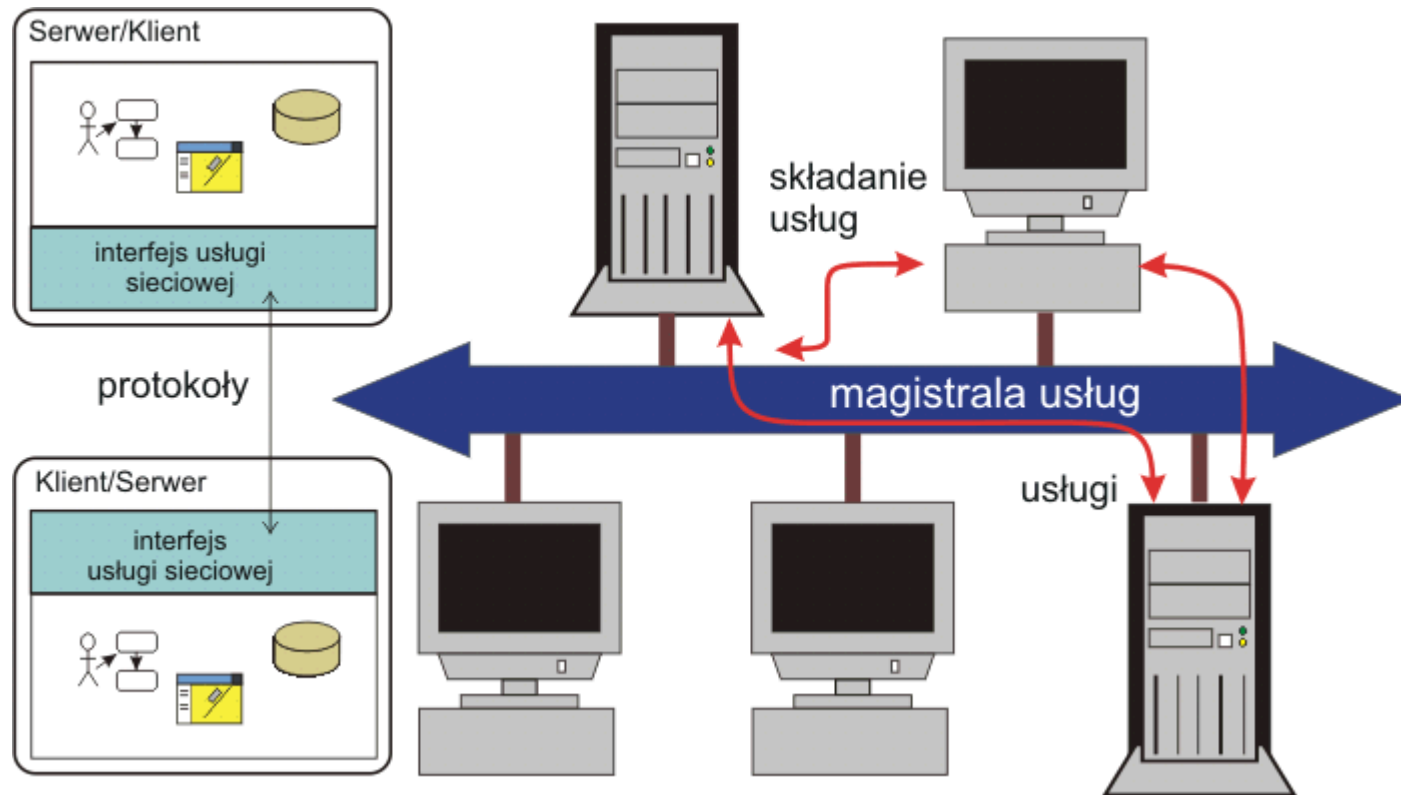 Serwer/Klient
interfejs usługi
sieciowej
protokoły
Klient/Serwer
interfejs
usługi sieciowej
składanie
usług
magistrala usług
usługi